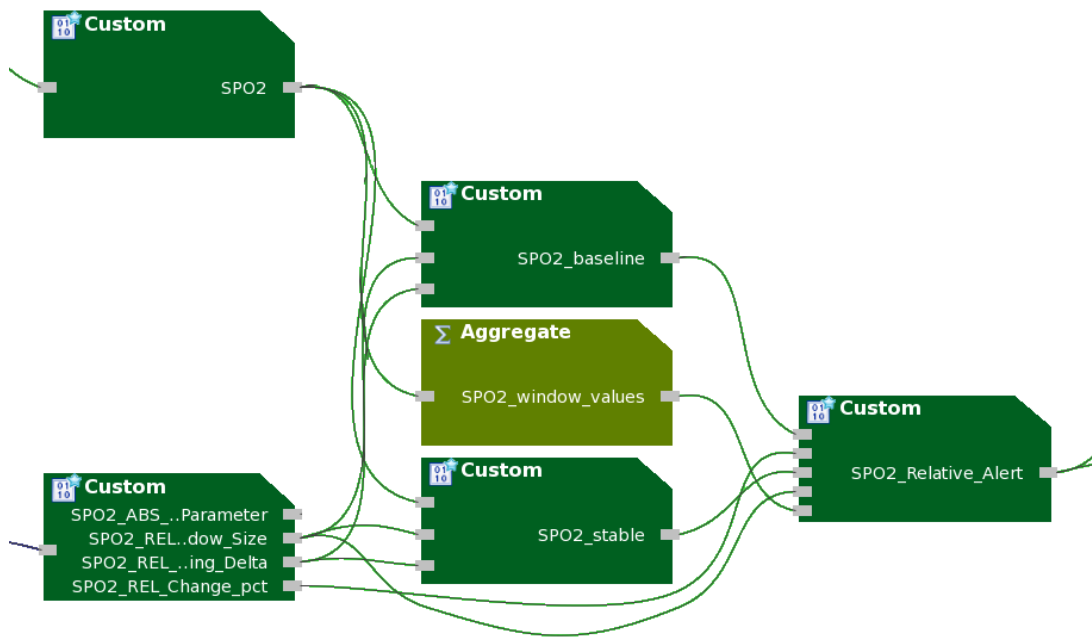 Custom
SPO2
Custom
SPO2_baseline
Aggregate
SPO2_window_values
Custom
SPO2_Relative_Alert
Custom
SPO2_stable
Custom
SPO2_ABS_..Parameter
SPO2_REL..dow_Size
SPO2_REL_..ing_Delta
SPO2_REL_Change_pct